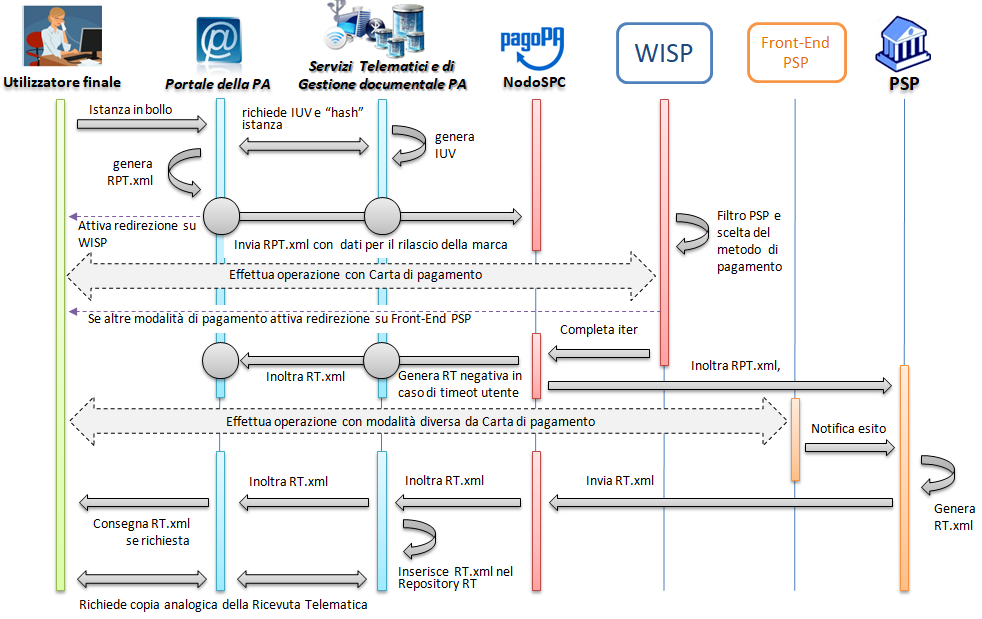 Utilizzatore finale
Portale della PA
Servizi Telematici e di
Gestione documentale PA
pagoPA
NodoSPC
WISP
Front-End
PSP
PSP
Istanza in bollo
richiede IUV e “hash”
istanza
genera
IUV
genera
RPT.xml
Attiva redirezione su
WISP
Invia RPT.xml con dati per il rilascio della marca
Filtro PSP e
scelta del
metodo di
pagamento
Effettua operazione con Carta di pagamento
Se altre modalità di pagamento attiva redirezione su Front-End PSP
Completa iter
Inoltra RT.xml
Genera RT negativa in
caso di timeot utente
Inoltra RPT.xml,
Effettua operazione con modalità diversa da Carta di pagamento
Notifica esito
Inoltra RT.xml
Inoltra RT.xml
Invia RT.xml
Genera
RT.xml
Consegna RT.xml
se richiesta
Inserisce RT.xml nel
Repository RT
Richiede copia analogica della Ricevuta Telematica